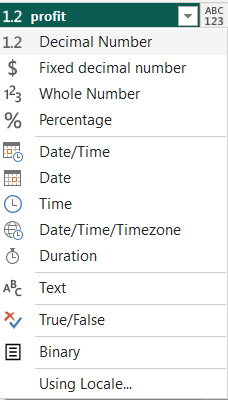 1.2 profit ABC 123
1.2 Decimal Number
$ Fixed decimal number
123 Whole Number
% Percentage
Date/Time
Date
Time
Date/Time/Timezone
Duration
ABC Text
True/False
Binary
Using Locale...